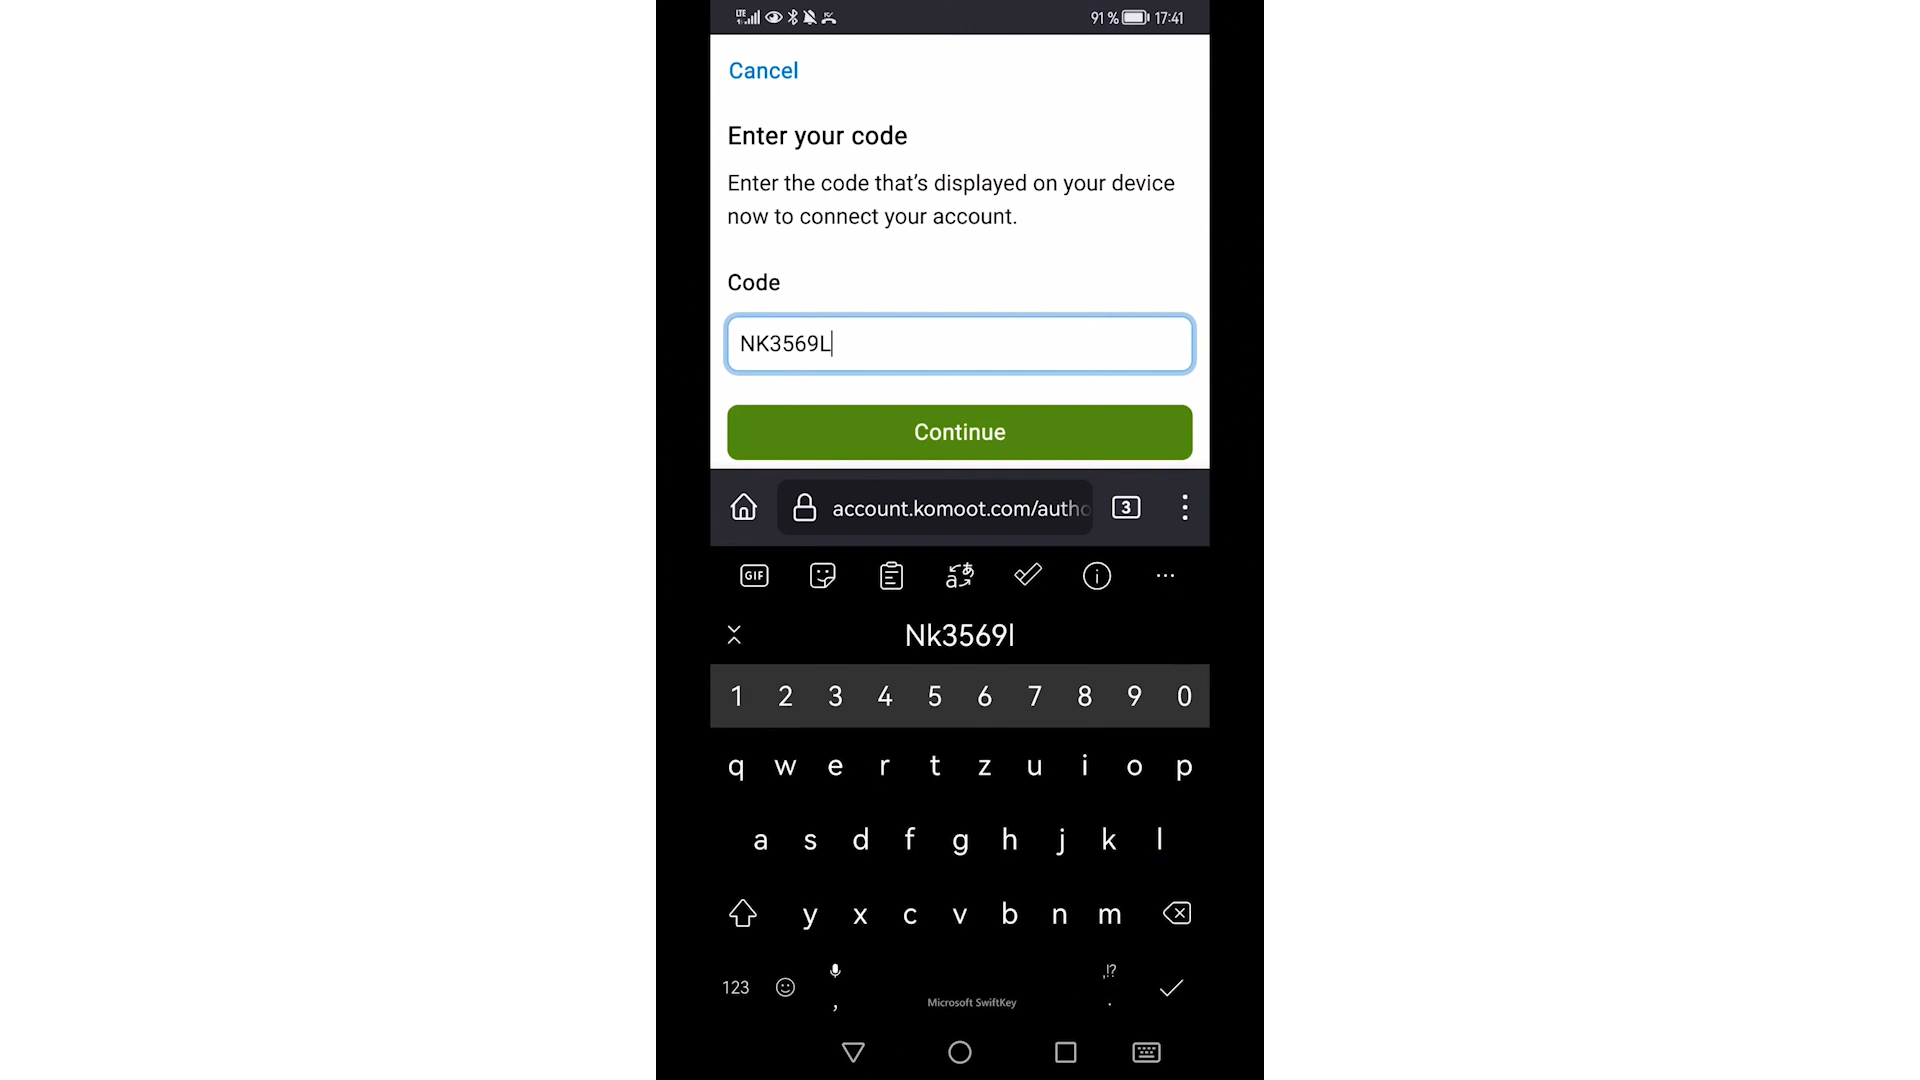 LTE 91 % 17:41
Cancel
Enter your code
Enter the code that’s displayed on your device
now to connect your account.
Code
NK3569L
Continue
account.komoot.com/autho 3
GIF
Nk3569l
1 2 3 4 5 6 7 8 9 0
q w e r t z u i o p
a s d f g h j k l
y x c v b n m
,!?
123 , Microsoft SwiftKey .